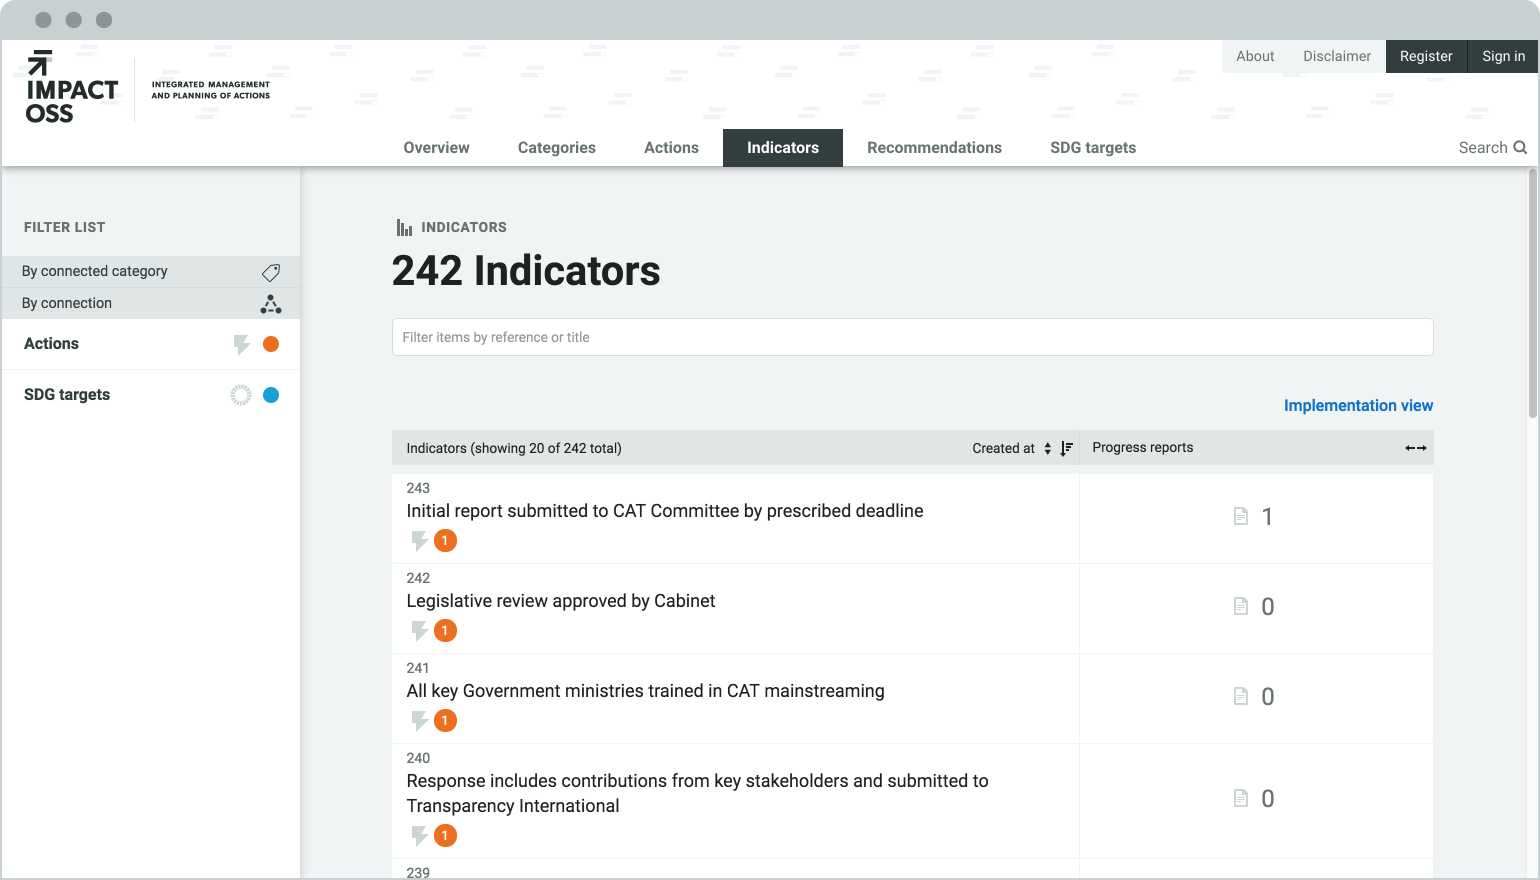 IMPACT
OSS
INTEGRATED MANAGEMENT
AND PLANNING OF ACTIONS
About
Disclaimer
Register
Sign in
Overview
Categories
Actions
Indicators
Recommendations
SDG targets
Search
FILTER LIST
By connected category
By connection
Actions
SDG targets
INDICATORS
242 Indicators
Filter items by reference or title
Implementation view
Indicators (showing 20 of 242 total)
Created at
Progress reports
243
Initial report submitted to CAT Committee by prescribed deadline
1
1
242
Legislative review approved by Cabinet
1
0
241
All key Government ministries trained in CAT mainstreaming
1
0
240
Response includes contributions from key stakeholders and submitted to
Transparency International
1
0
239